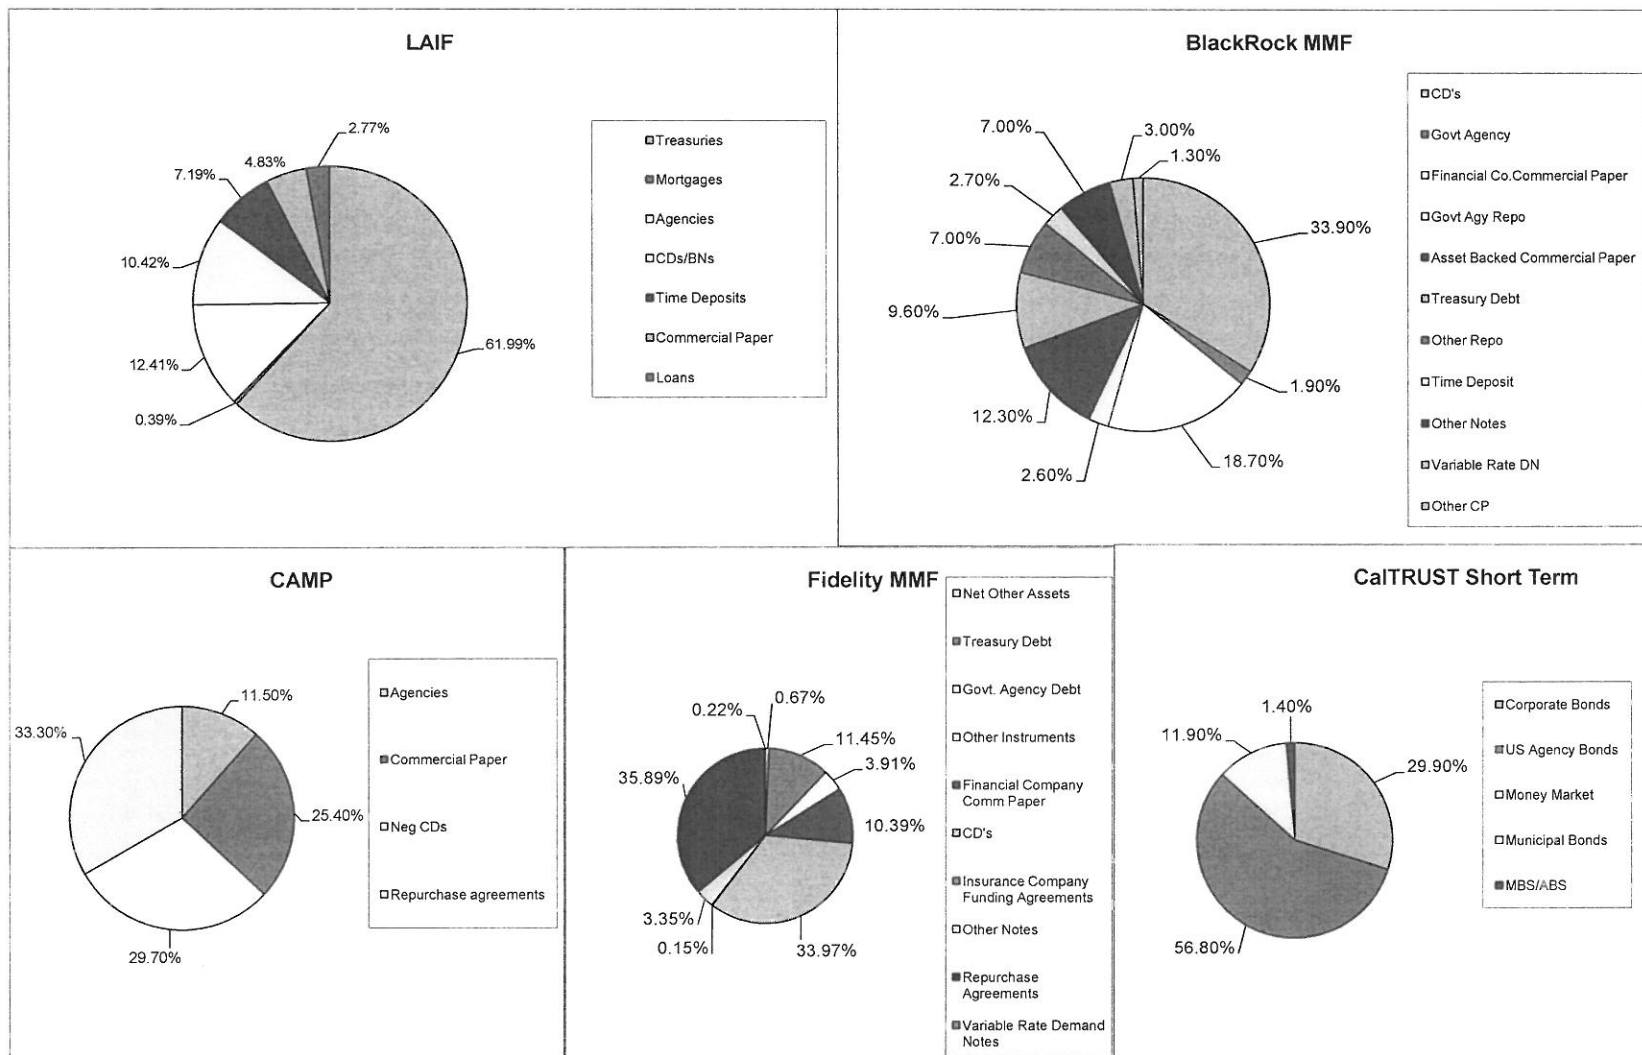 LAIF
2.77%
4.83%
7.19%
10.42%
12.41%
0.39%
61.99%
Treasuries
Mortgages
Agencies
CDs/BNs
Time Deposits
Commercial Paper
Loans
BlackRock MMF
7.00%
3.00%
1.30%
2.70%
7.00%
33.90%
9.60%
1.90%
12.30%
18.70%
2.60%
CD's
Govt Agency
Financial Co.Commercial Paper
Govt Agy Repo
Asset Backed Commercial Paper
Treasury Debt
Other Repo
Time Deposit
Other Notes
Variable Rate DN
Other CP
CAMP
11.50%
33.30%
25.40%
29.70%
Agencies
Commercial Paper
Neg CDs
Repurchase agreements
Fidelity MMF
0.67%
0.22%
11.45%
3.91%
35.89%
10.39%
3.35%
0.15%
33.97%
Net Other Assets
Treasury Debt
Govt. Agency Debt
Other Instruments
Financial Company
Comm Paper
CD's
Insurance Company
Funding Agreements
Other Notes
Repurchase
Agreements
Variable Rate Demand
Notes
CalTRUST Short Term
1.40%
11.90%
29.90%
56.80%
Corporate Bonds
US Agency Bonds
Money Market
Municipal Bonds
MBS/ABS